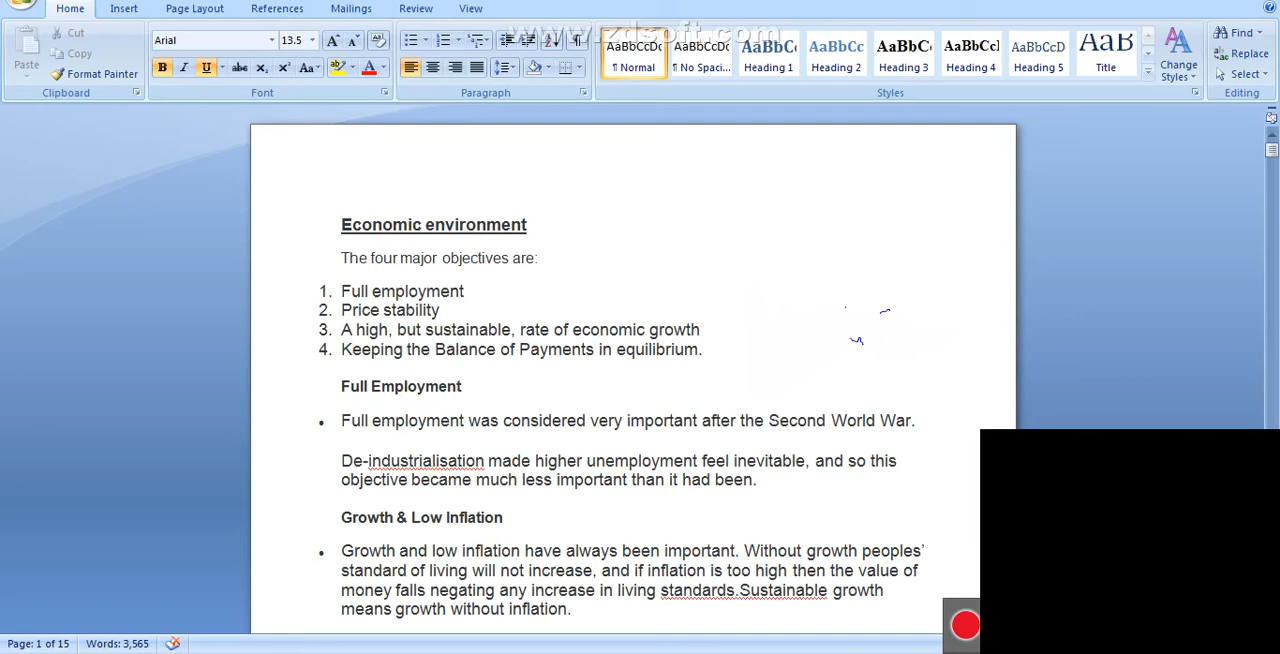 Home Insert Page Layout References Mailings Review View
www.rzdsoft.com
Cut
Copy
Paste
Format Painter
Clipboard
Arial 13.5
Font
Paragraph
AaBbCcDc AaBbCcDc AaBbC AaBbCc AaBbC AaBbCcI AaBbCcD AaB
¶ Normal ¶ No Spaci... Heading 1 Heading 2 Heading 3 Heading 4 Heading 5 Title
Change
Styles
Styles
Find
Replace
Select
Editing
Economic environment
The four major objectives are:
1. Full employment
2. Price stability
3. A high, but sustainable, rate of economic growth
4. Keeping the Balance of Payments in equilibrium.
Full Employment
• Full employment was considered very important after the Second World War.
De-industrialisation made higher unemployment feel inevitable, and so this
objective became much less important than it had been.
Growth & Low Inflation
• Growth and low inflation have always been important. Without growth peoples’
standard of living will not increase, and if inflation is too high then the value of
money falls negating any increase in living standards.Sustainable growth
means growth without inflation.
Page: 1 of 15 Words: 3,565